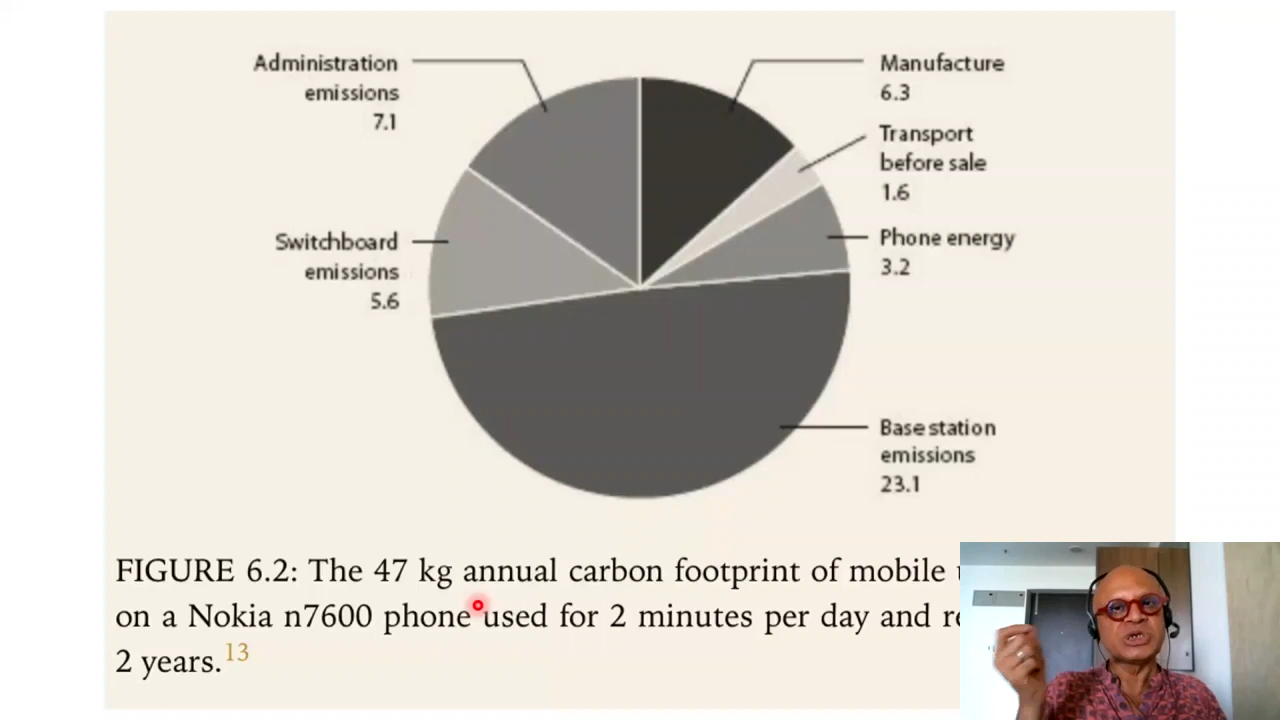 Administration
emissions
7.1
Manufacture
6.3
Transport
before sale
1.6
Switchboard
emissions
5.6
Phone energy
3.2
Base station
emissions
23.1
FIGURE 6.2: The 47 kg annual carbon footprint of mobile
on a Nokia n7600 phone used for 2 minutes per day and
2 years.13